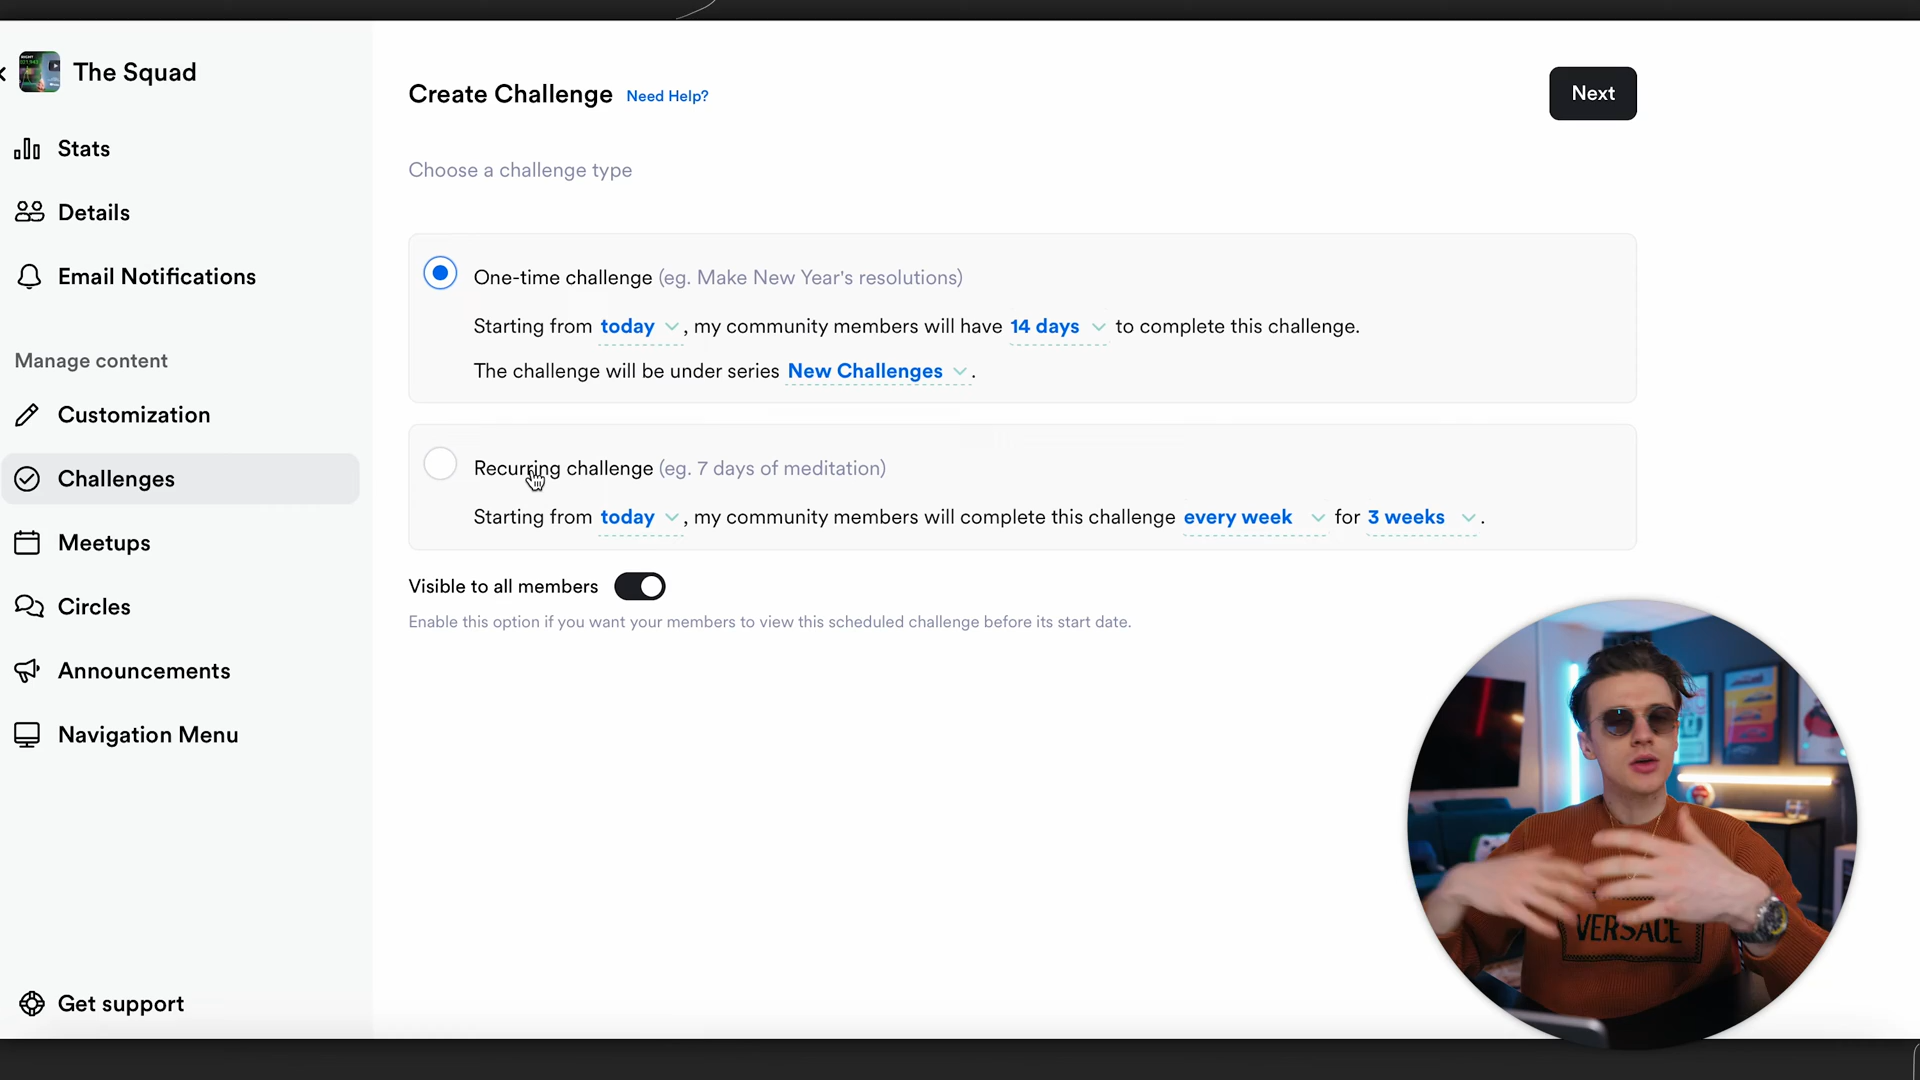 The Squad
Stats
Details
Email Notifications
Manage content
Customization
Challenges
Meetups
Circles
Announcements
Navigation Menu
Get support
Create Challenge Need Help?
Next
Choose a challenge type
One-time challenge (eg. Make New Year's resolutions)
Starting from today , my community members will have 14 days to complete this challenge.
The challenge will be under series New Challenges .
Recurring challenge (eg. 7 days of meditation)
Starting from today , my community members will complete this challenge every week for 3 weeks .
Visible to all members
Enable this option if you want your members to view this scheduled challenge before its start date.
VERSACE